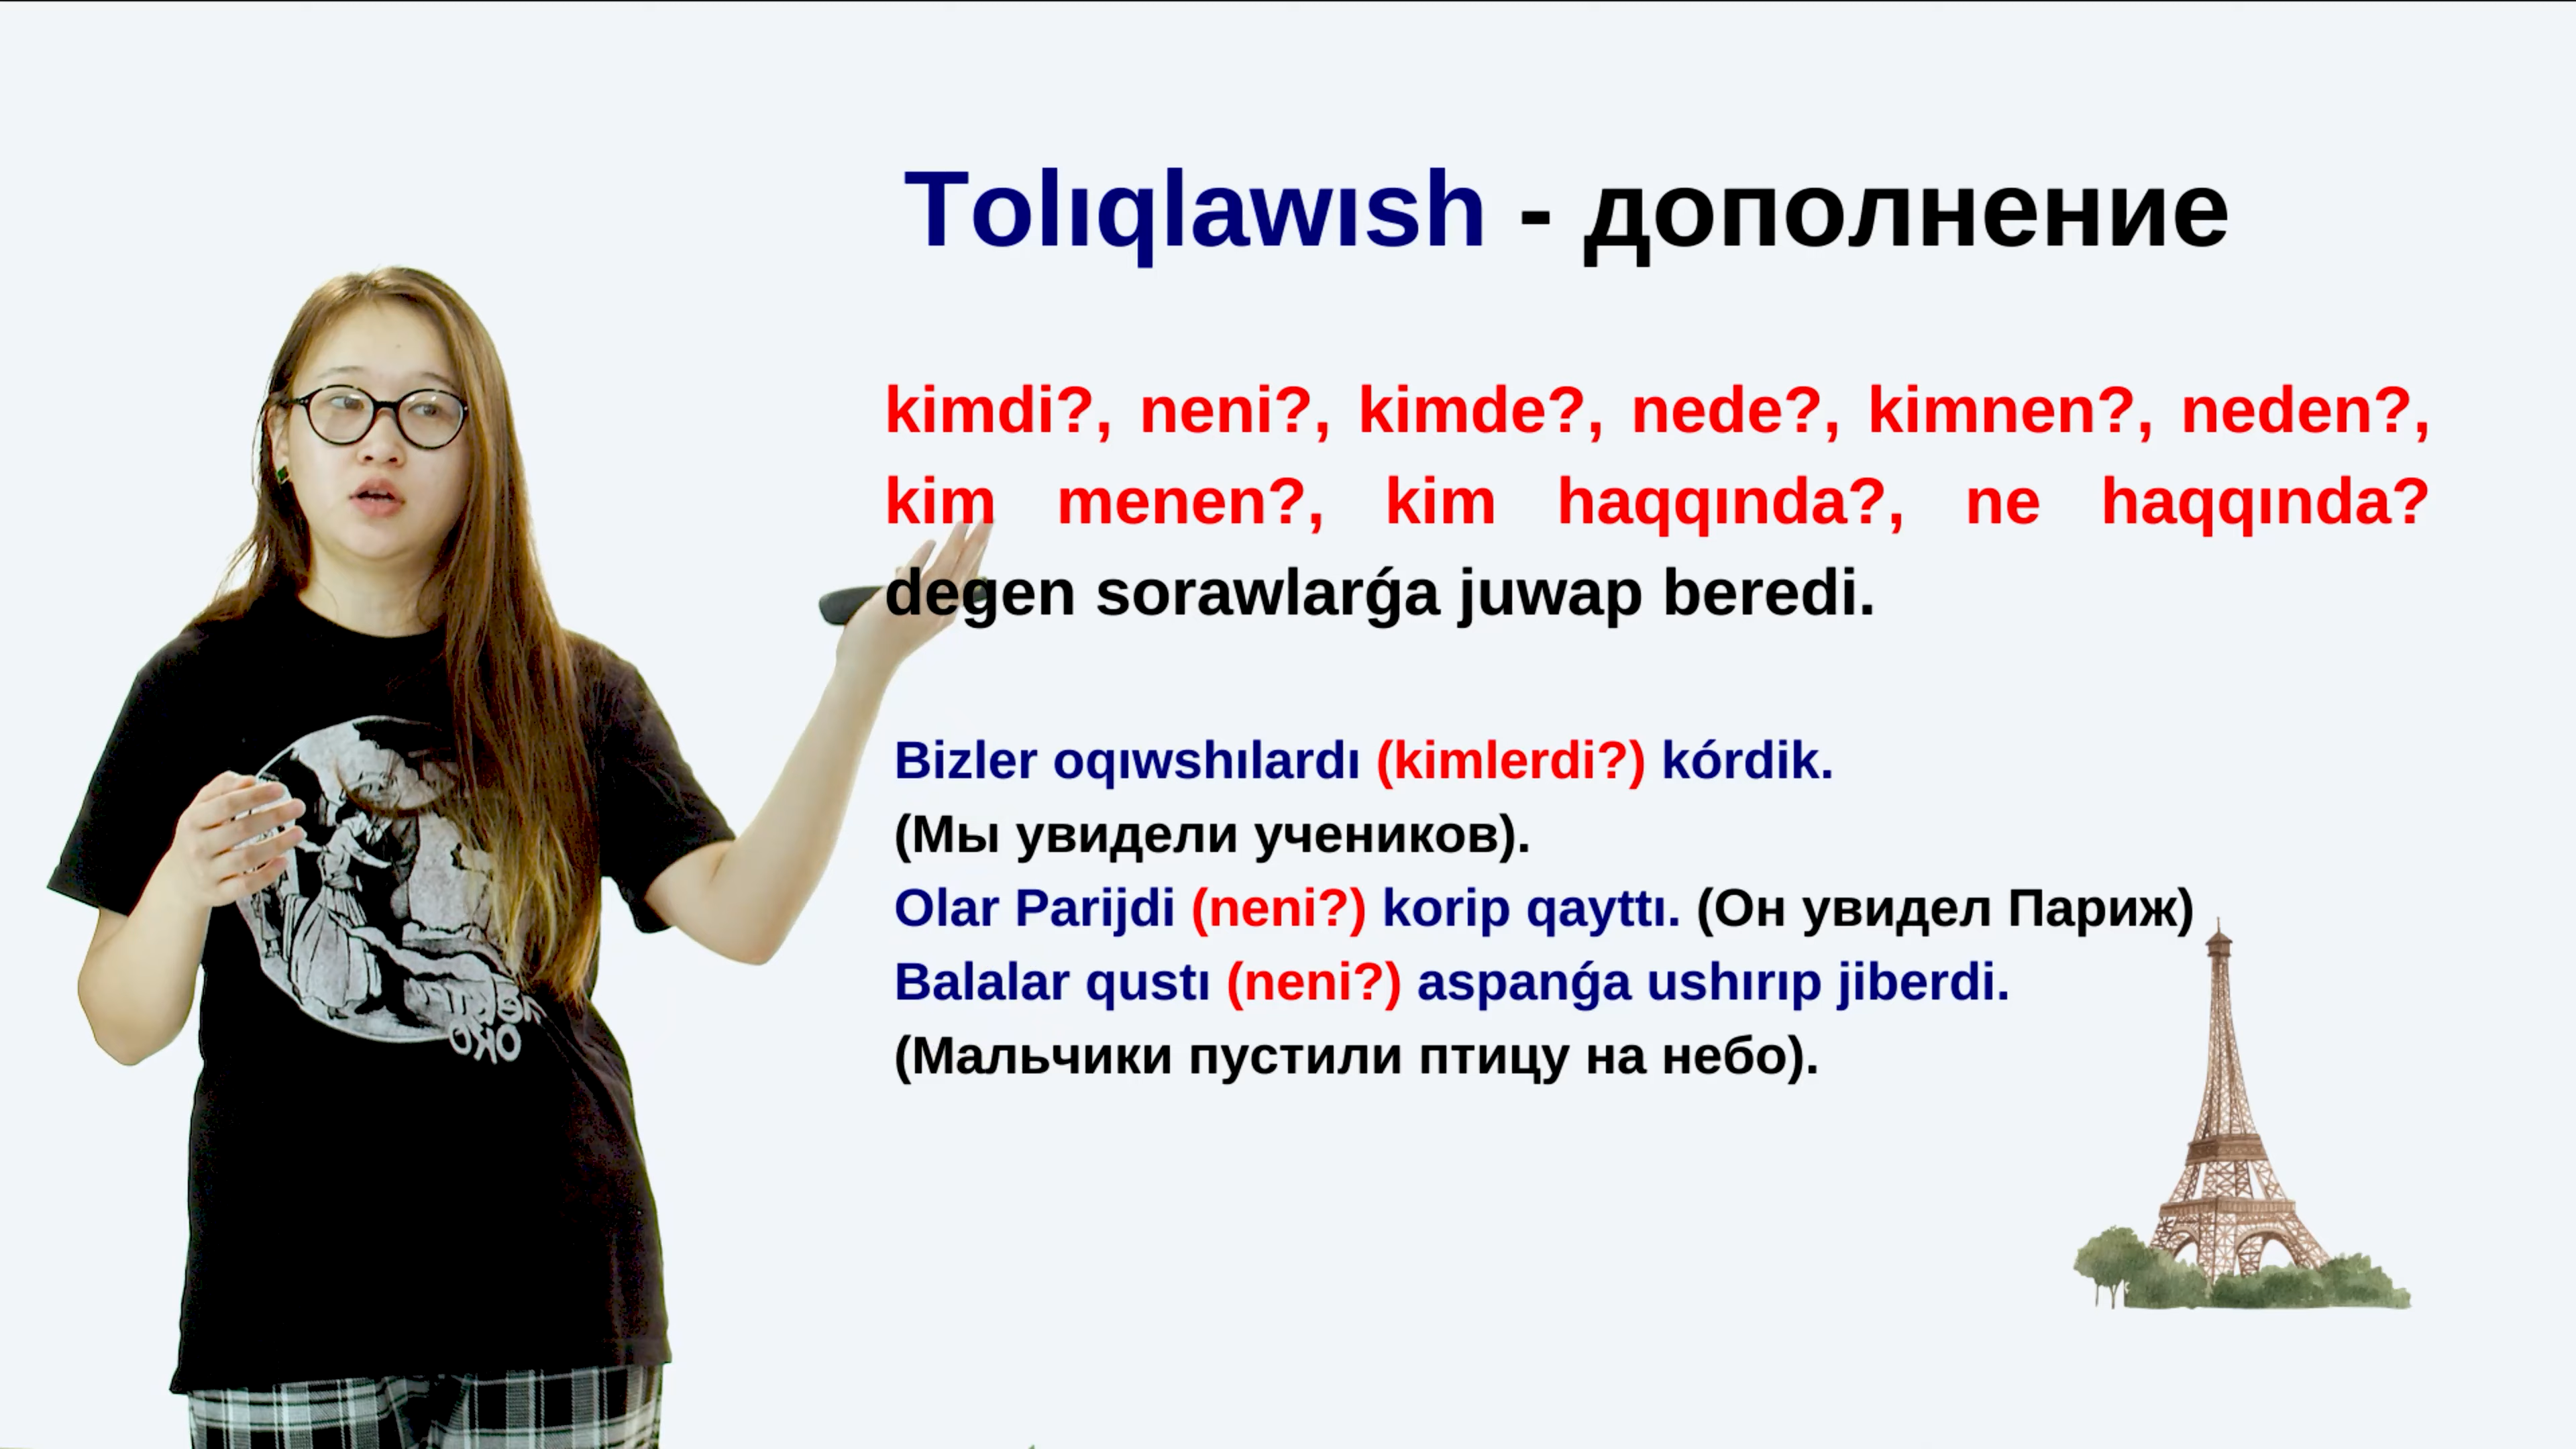 Tolıqlawısh - дополнение
kimdi?, neni?, kimde?, nede?, kimnen?, neden?,
kim menen?, kim haqqında?, ne haqqında?
degen sorawlarǵa juwap beredi.
Bizler oqıwshılardı (kimlerdi?) kórdik.
(Мы увидели учеников).
Olar Parijdi (neni?) korip qayttı. (Он увидел Париж)
Balalar qustı (neni?) aspanǵa ushırıp jiberdi.
(Мальчики пустили птицу на небо).